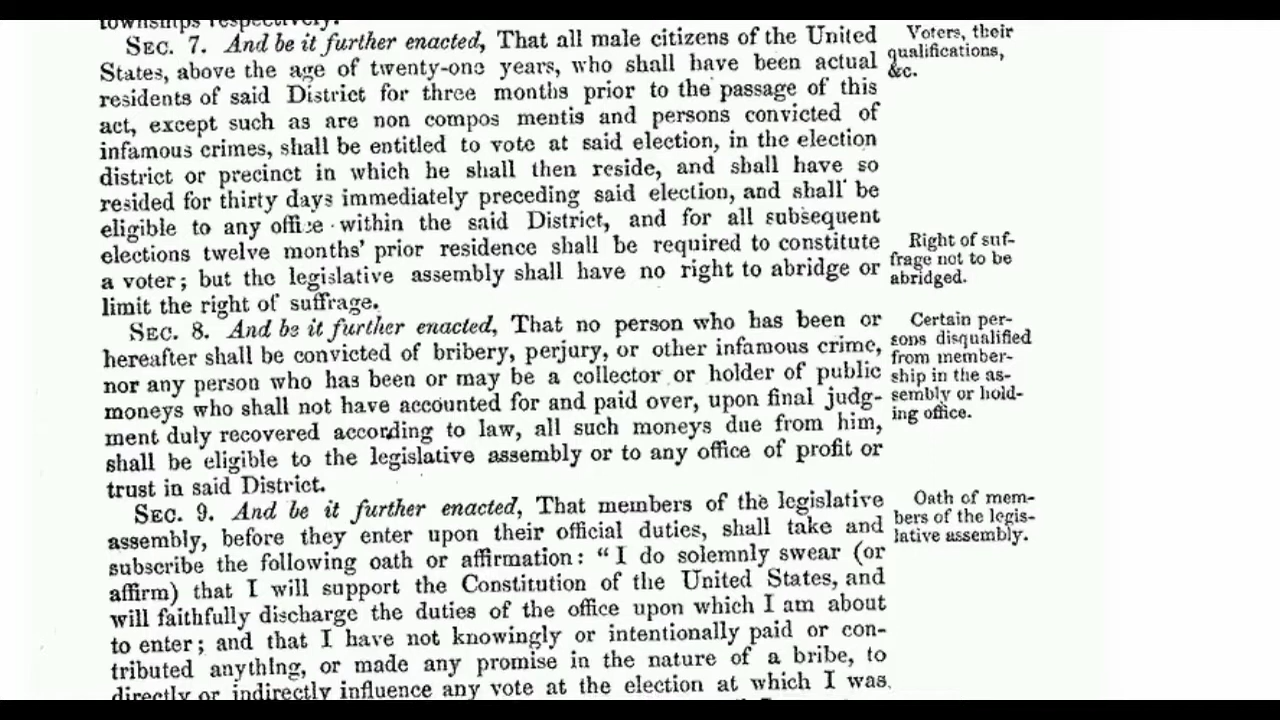 townships respectively.
SEC. 7. And be it further enacted, That all male citizens of the United
States, above the age of twenty-one years, who shall have been actual
residents of said District for three months prior to the passage of this
act, except such as are non compos mentis and persons convicted of
infamous crimes, shall be entitled to vote at said election, in the election
district or precinct in which he shall then reside, and shall have so
resided for thirty days immediately preceding said election, and shall be
eligible to any office within the said District, and for all subsequent
elections twelve months' prior residence shall be required to constitute
a voter; but the legislative assembly shall have no right to abridge or
limit the right of suffrage.
Voters, their
qualifications,
&c.
Right of suf-
frage not to be
abridged.
SEC. 8. And be it further enacted, That no person who has been or
hereafter shall be convicted of bribery, perjury, or other infamous crime,
nor any person who has been or may be a collector or holder of public
moneys who shall not have accounted for and paid over, upon final judg-
ment duly recovered according to law, all such moneys due from him,
shall be eligible to the legislative assembly or to any office of profit or
trust in said District.
Certain per-
sons disqualified
from member-
ship in the as-
sembly or hold-
ing office.
SEC. 9. And be it further enacted, That members of the legislative
assembly, before they enter upon their official duties, shall take and
subscribe the following oath or affirmation: "I do solemnly swear (or
affirm) that I will support the Constitution of the United States, and
will faithfully discharge the duties of the office upon which I am about
to enter; and that I have not knowingly or intentionally paid or con-
tributed anything, or made any promise in the nature of a bribe, to
directly or indirectly influence any vote at the election at which I was
Oath of mem-
bers of the legis-
lative assembly.